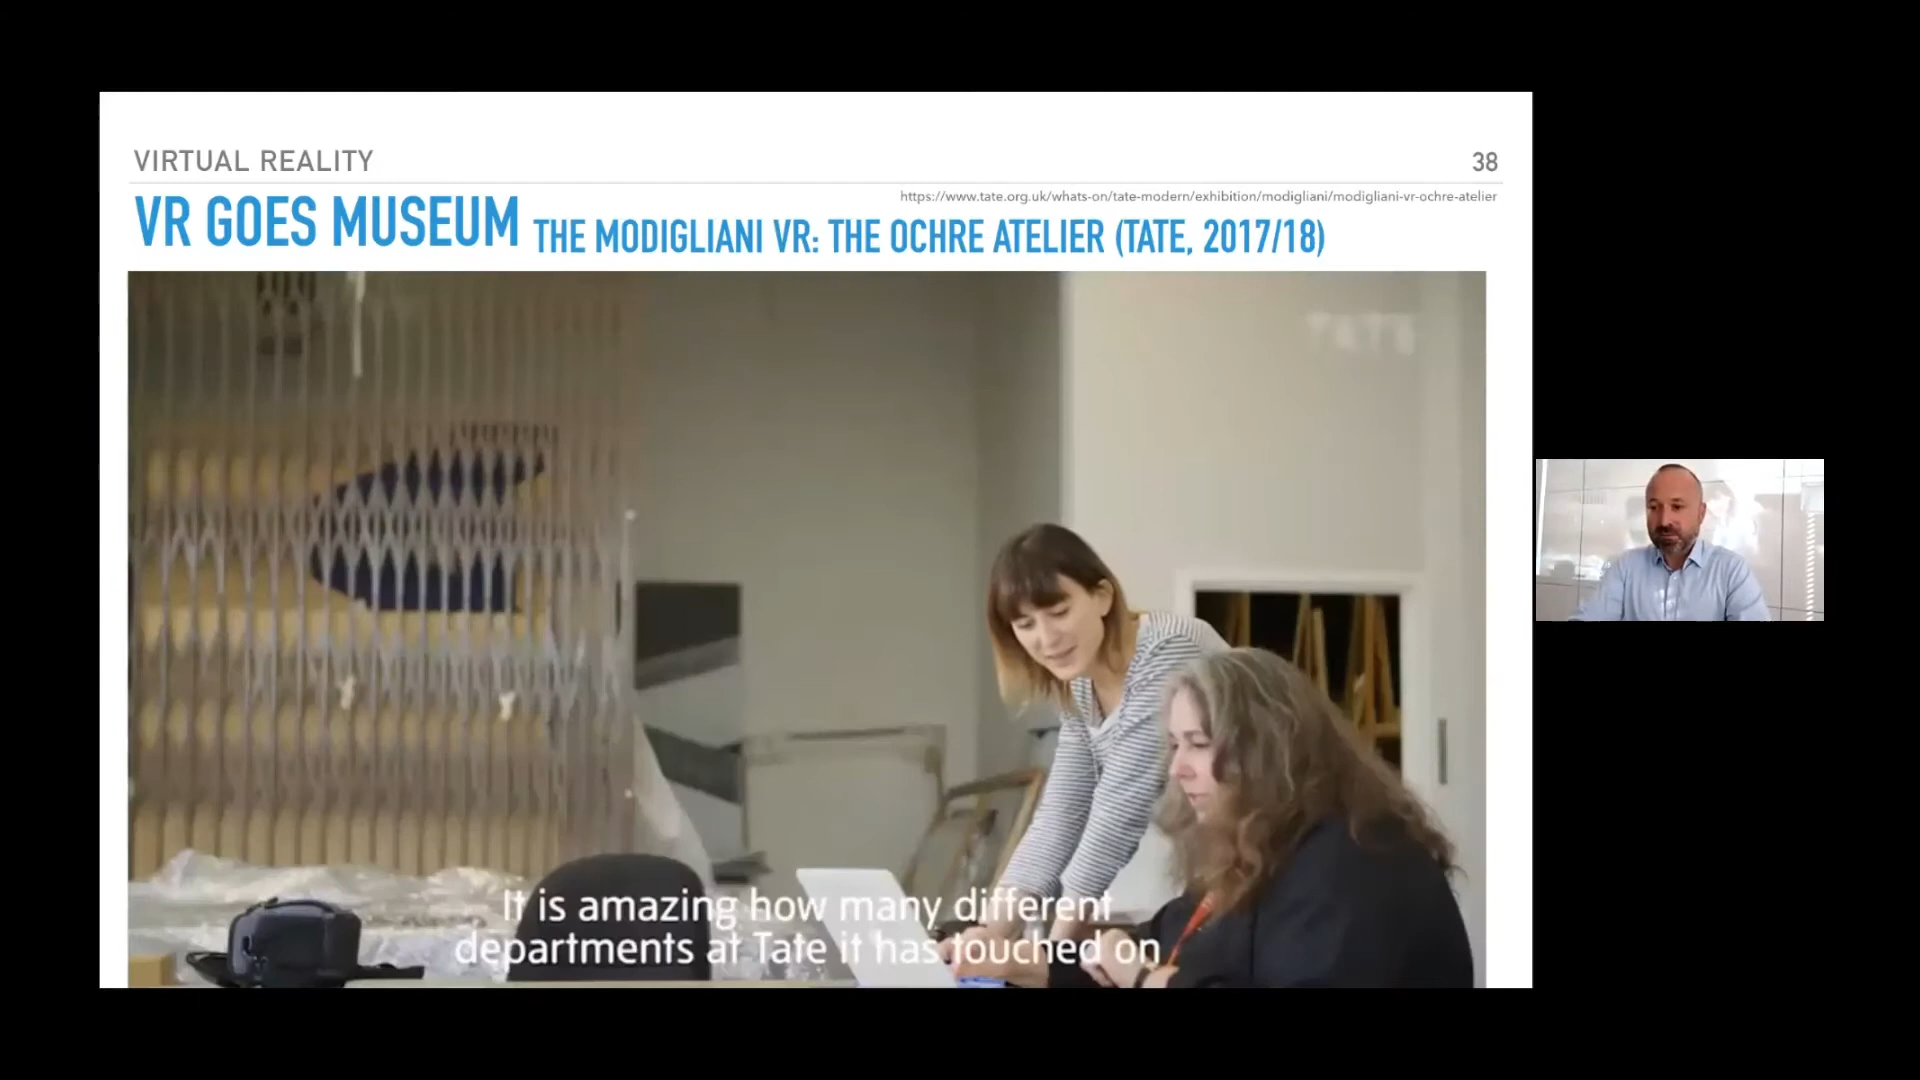 VIRTUAL REALITY
38
https://www.tate.org.uk/whats-on/tate-modern/exhibition/modigliani/modigliani-vr-ochre-atelier
VR GOES MUSEUM THE MODIGLIANI VR: THE OCHRE ATELIER (TATE, 2017/18)
TATE
It is amazing how many different
departments at Tate it has touched on